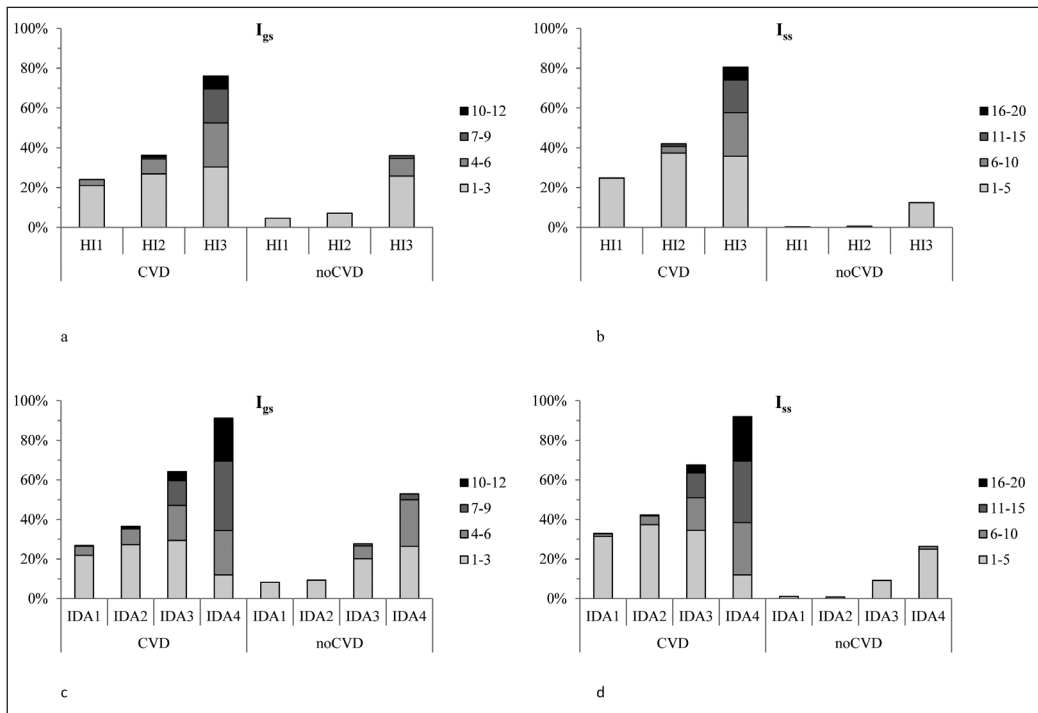 I_gs
100%
80%
60%
40%
20%
0%
10-12
7-9
4-6
1-3
HI1 HI2 HI3 HI1 HI2 HI3
CVD noCVD
a
I_ss
100%
80%
60%
40%
20%
0%
16-20
11-15
6-10
1-5
HI1 HI2 HI3 HI1 HI2 HI3
CVD noCVD
b
I_gs
100%
80%
60%
40%
20%
0%
10-12
7-9
4-6
1-3
IDA1 IDA2 IDA3 IDA4 IDA1 IDA2 IDA3 IDA4
CVD noCVD
c
I_ss
100%
80%
60%
40%
20%
0%
16-20
11-15
6-10
1-5
IDA1 IDA2 IDA3 IDA4 IDA1 IDA2 IDA3 IDA4
CVD noCVD
d